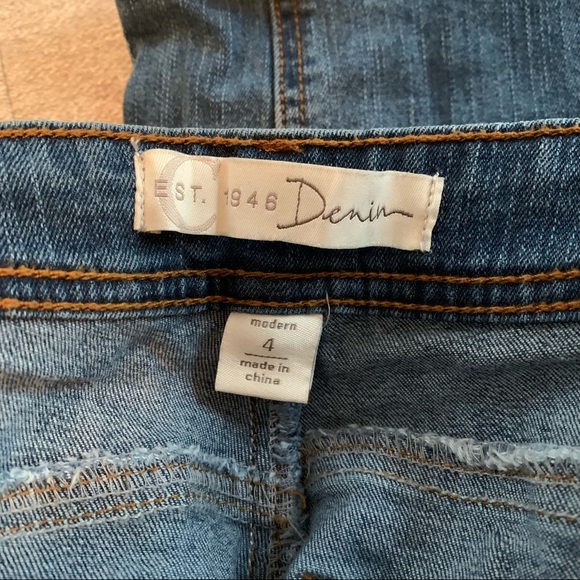 C
EST. 1946 Denim
modern
4
made in
china